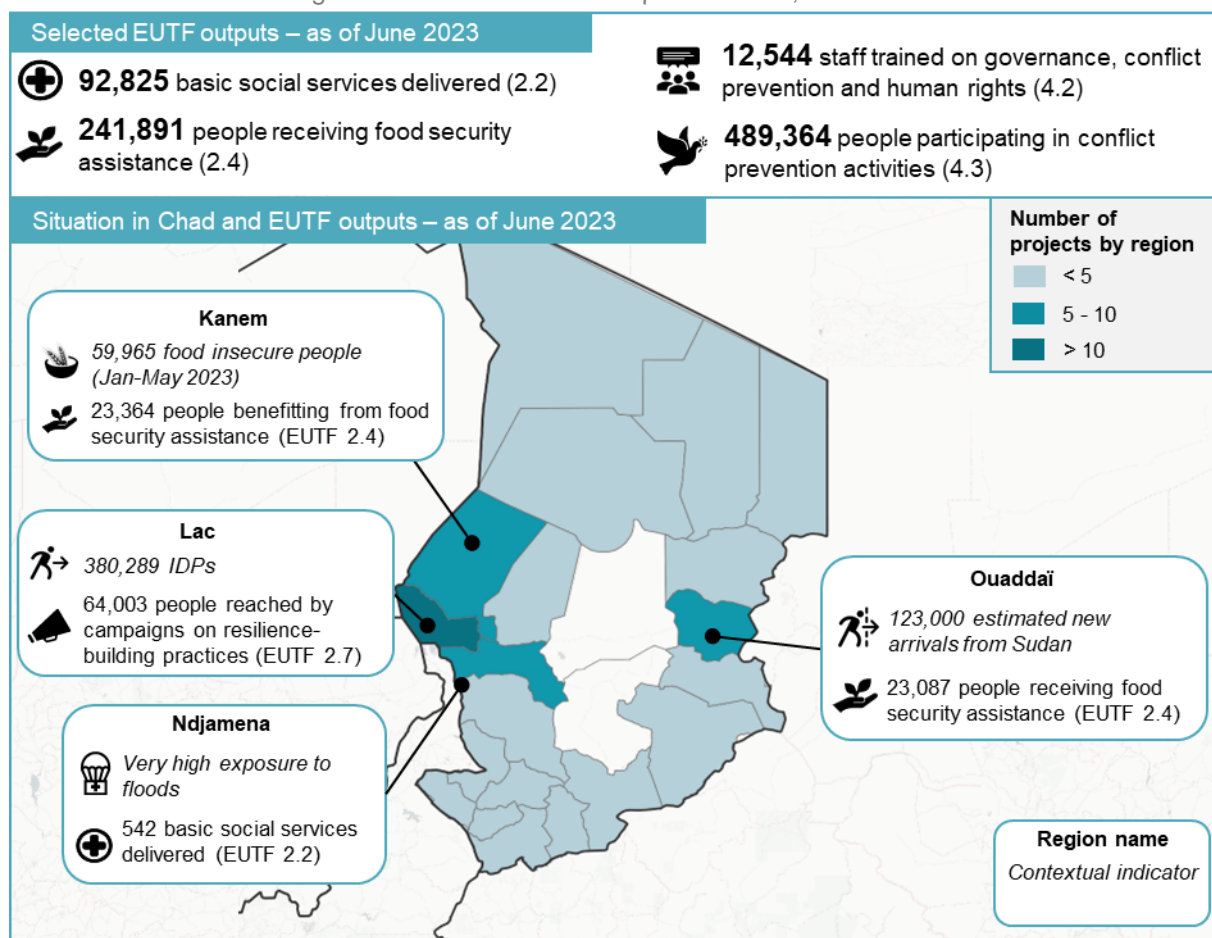 Selected EUTF outputs – as of June 2023
92,825 basic social services delivered (2.2)
241,891 people receiving food security
assistance (2.4)
12,544 staff trained on governance, conflict
prevention and human rights (4.2)
489,364 people participating in conflict
prevention activities (4.3)
Situation in Chad and EUTF outputs – as of June 2023
Number of
projects by region
< 5
5 - 10
> 10
Kanem
59,965 food insecure people
(Jan-May 2023)
23,364 people benefitting from food
security assistance (EUTF 2.4)
Lac
380,289 IDPs
64,003 people reached by
campaigns on resilience-
building practices (EUTF 2.7)
Ndjamena
Very high exposure to
floods
542 basic social services
delivered (EUTF 2.2)
Ouaddaï
123,000 estimated new
arrivals from Sudan
23,087 people receiving food
security assistance (EUTF 2.4)
Region name
Contextual indicator